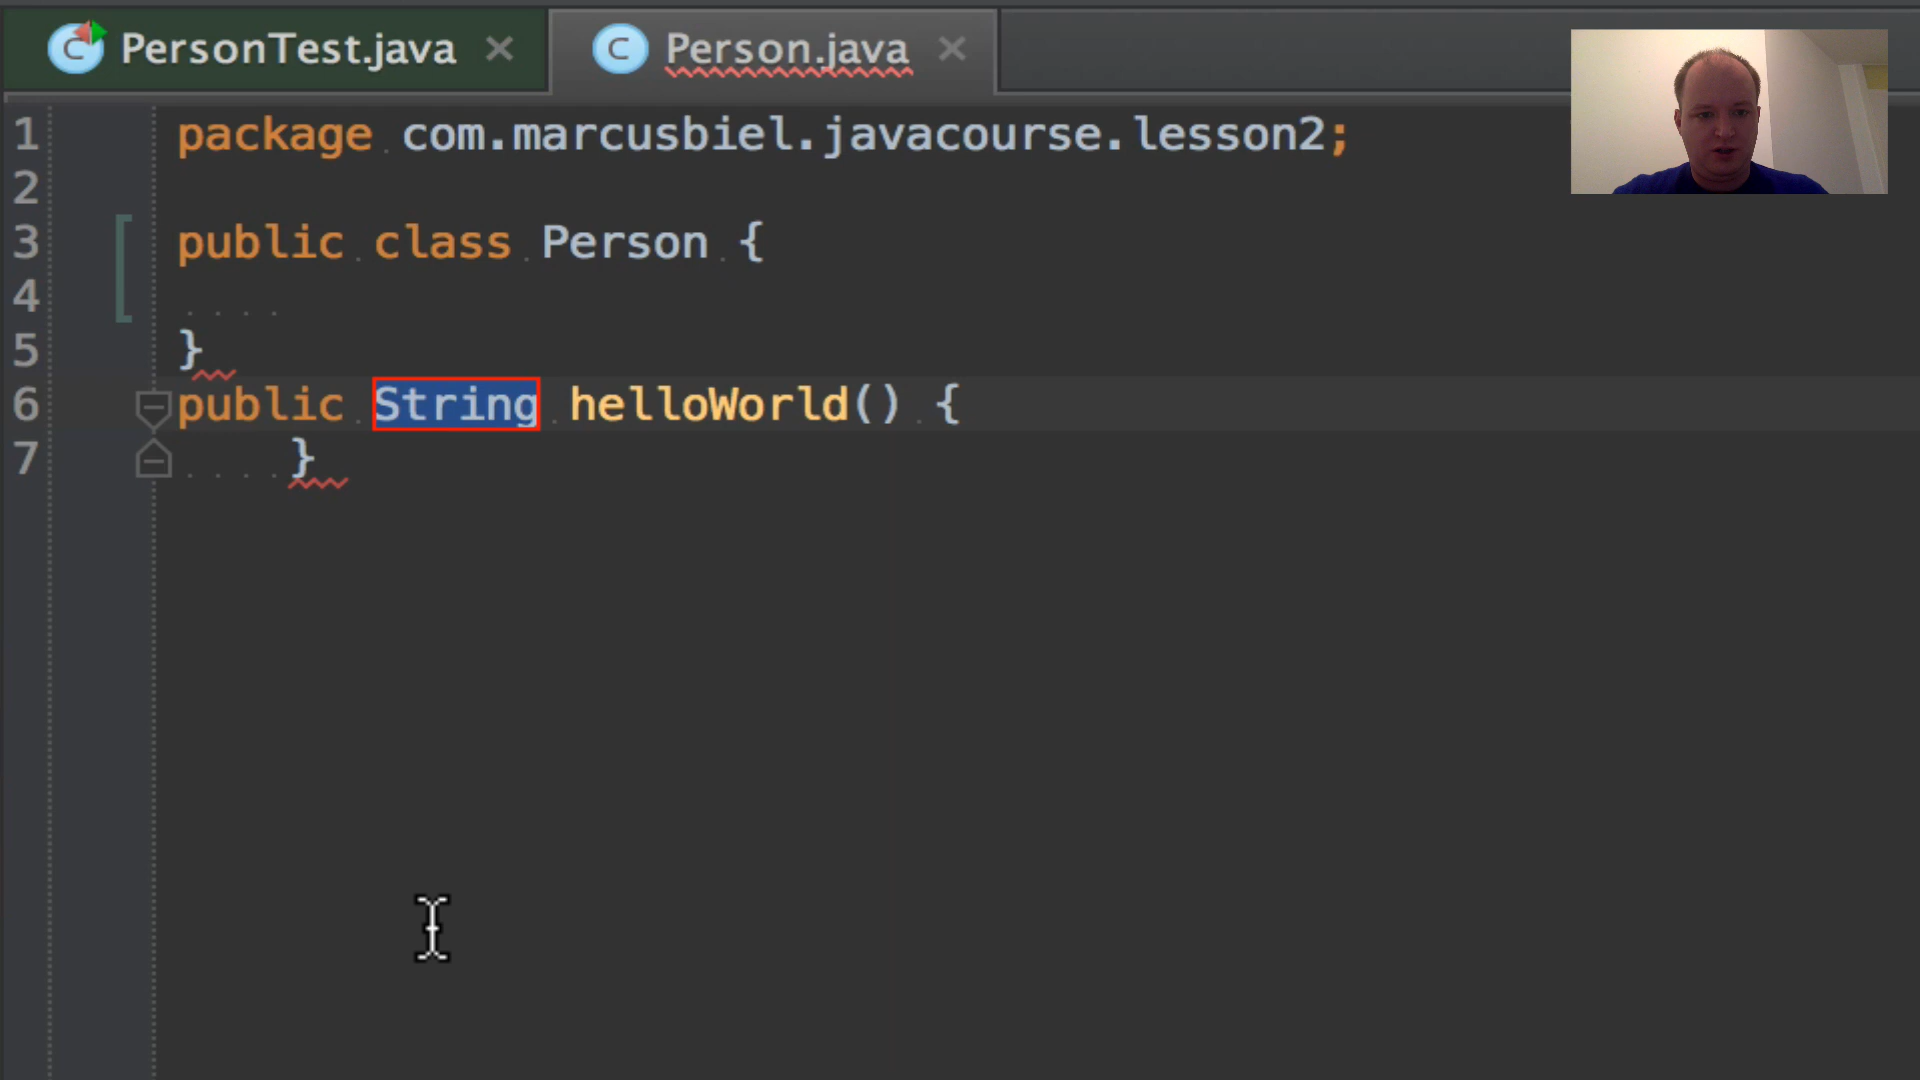 PersonTest.java Person.java
1 package com.marcusbiel.javacourse.lesson2;
2
3 public class Person {
4
5 }
6 public String helloWorld() {
7     }